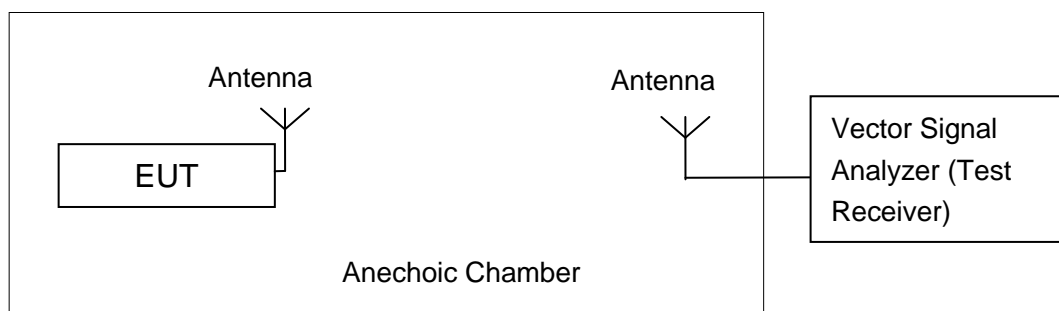 Antenna
Antenna
EUT
Vector Signal
Analyzer (Test
Receiver)
Anechoic Chamber